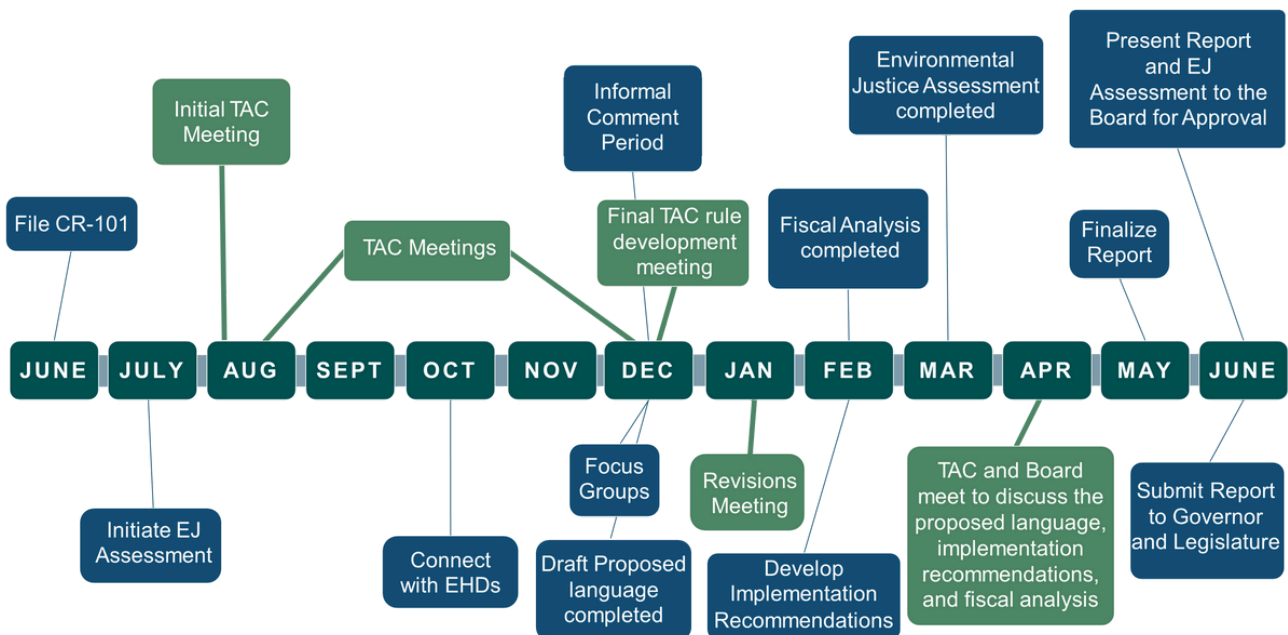 Initial TAC
Meeting
File CR-101
TAC Meetings
Informal
Comment
Period
Final TAC rule
development
meeting
Fiscal Analysis
completed
Environmental
Justice Assessment
completed
Finalize
Report
Present Report
and EJ
Assessment to the
Board for Approval
JUNE JULY AUG SEPT OCT NOV DEC JAN FEB MAR APR MAY JUNE
Initiate EJ
Assessment
Connect
with EHDs
Focus
Groups
Draft Proposed
language
completed
Revisions
Meeting
Develop
Implementation
Recommendations
TAC and Board
meet to discuss the
proposed language,
implementation
recommendations,
and fiscal analysis
Submit Report
to Governor
and Legislature